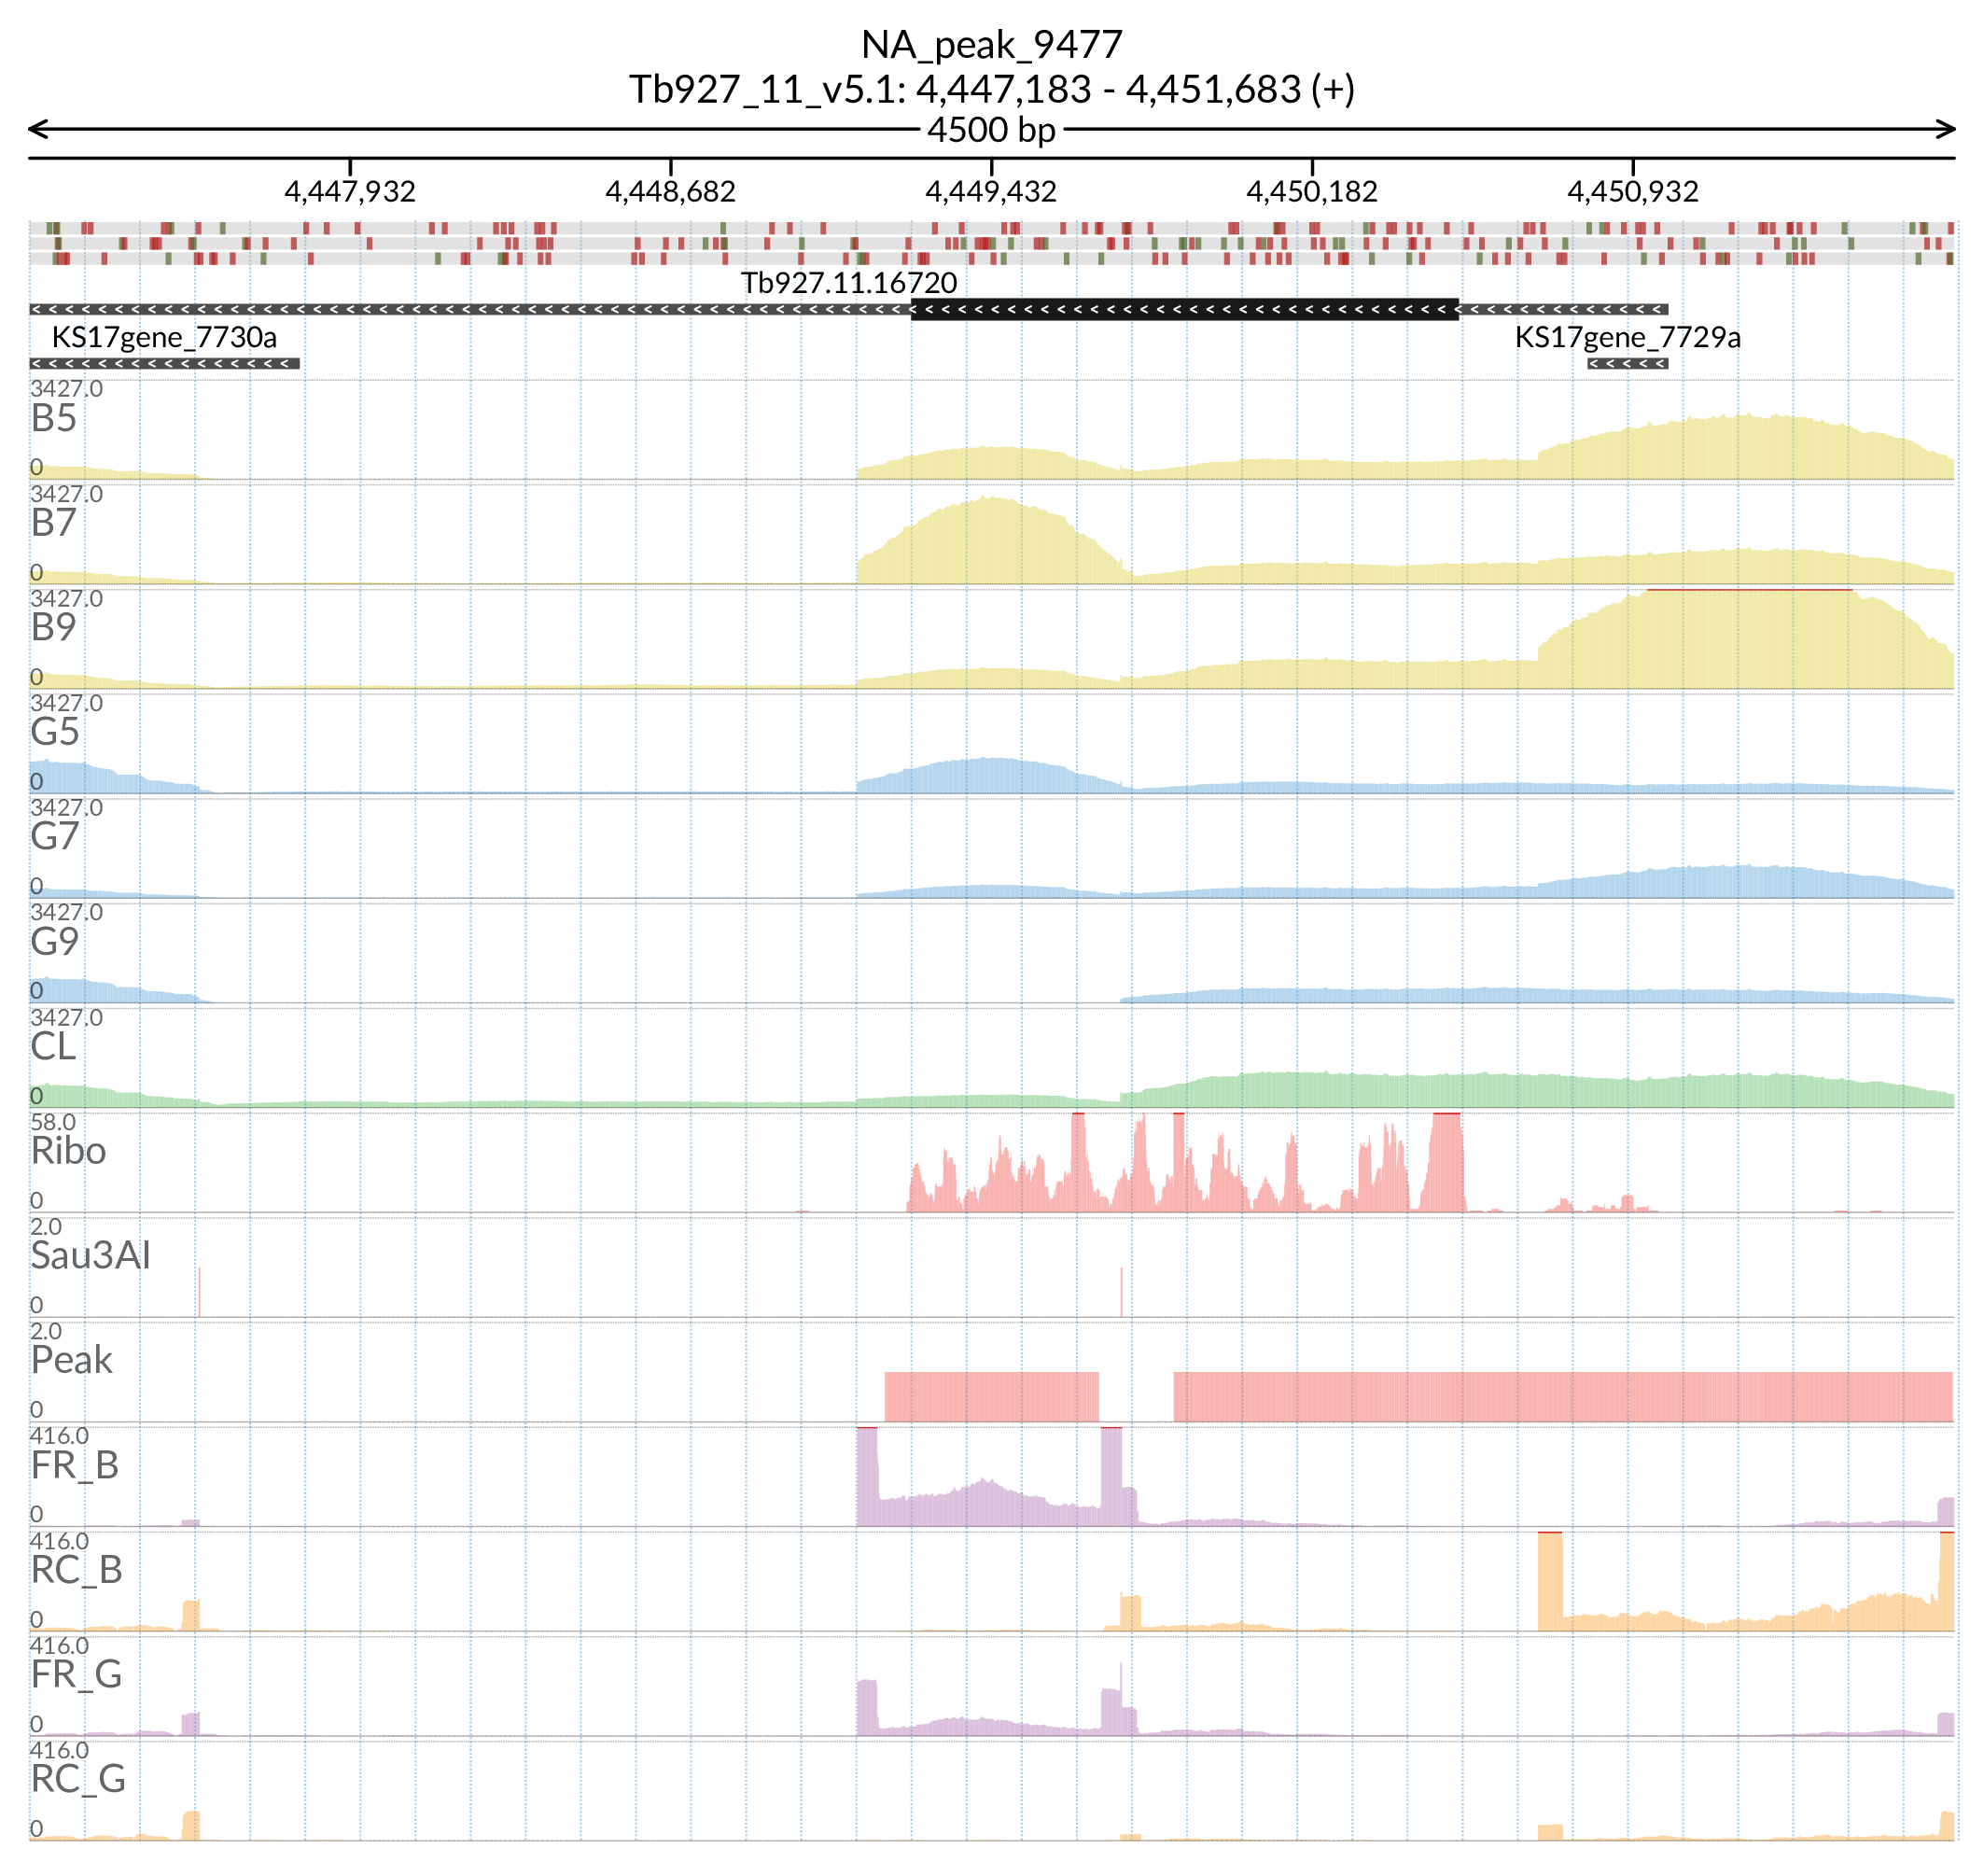 NA_peak_9477
Tb927_11_v5.1: 4,447,183 - 4,451,683 (+)
4500 bp
4,447,932 4,448,682 4,449,432 4,450,182 4,450,932
Tb927.11.16720
KS17gene_7730a KS17gene_7729a
3427.0
B5
0
3427.0
B7
0
3427.0
B9
0
3427.0
G5
0
3427.0
G7
0
3427.0
G9
0
3427.0
CL
0
58.0
Ribo
0
2.0
Sau3AI
0
2.0
Peak
0
416.0
FR_B
0
416.0
RC_B
0
416.0
FR_G
0
416.0
RC_G
0